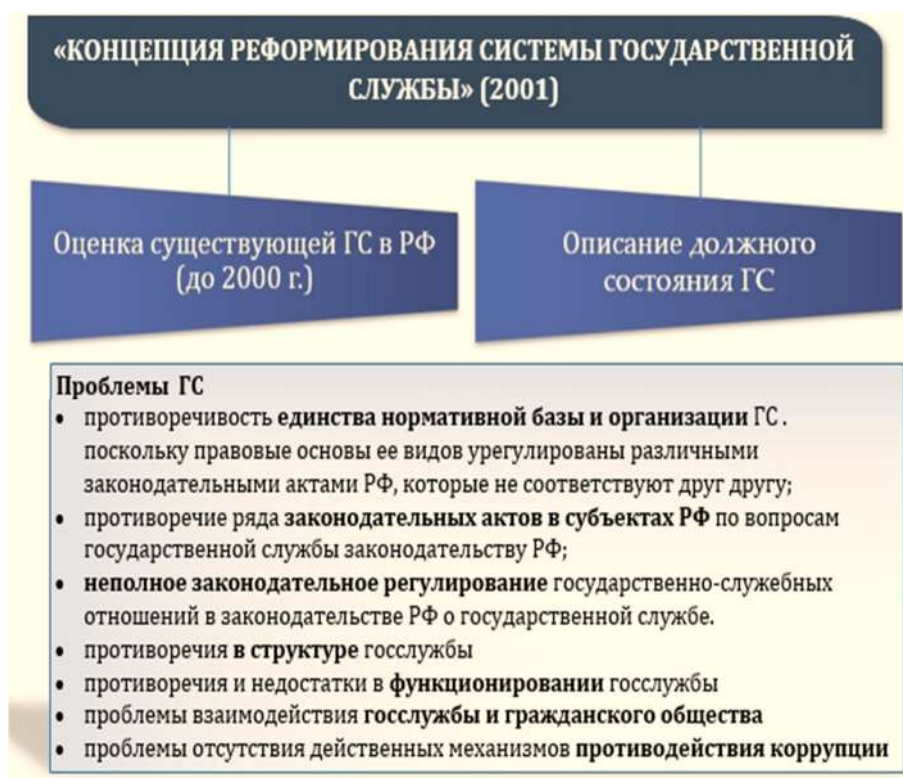 «КОНЦЕПЦИЯ РЕФОРМИРОВАНИЯ СИСТЕМЫ ГОСУДАРСТВЕННОЙ
СЛУЖБЫ» (2001)
Оценка существующей ГС в РФ
(до 2000 г.)
Описание должного
состояния ГС
Проблемы ГС
• противоречивость единства нормативной базы и организации ГС .
поскольку правовые основы ее видов урегулированы различными
законодательными актами РФ, которые не соответствуют друг другу;
• противоречие ряда законодательных актов в субъектах РФ по вопросам
государственной службы законодательству РФ;
• неполное законодательное регулирование государственно-служебных
отношений в законодательстве РФ о государственной службе.
• противоречия в структуре госслужбы
• противоречия и недостатки в функционировании госслужбы
• проблемы взаимодействия госслужбы и гражданского общества
• проблемы отсутствия действенных механизмов противодействия коррупции